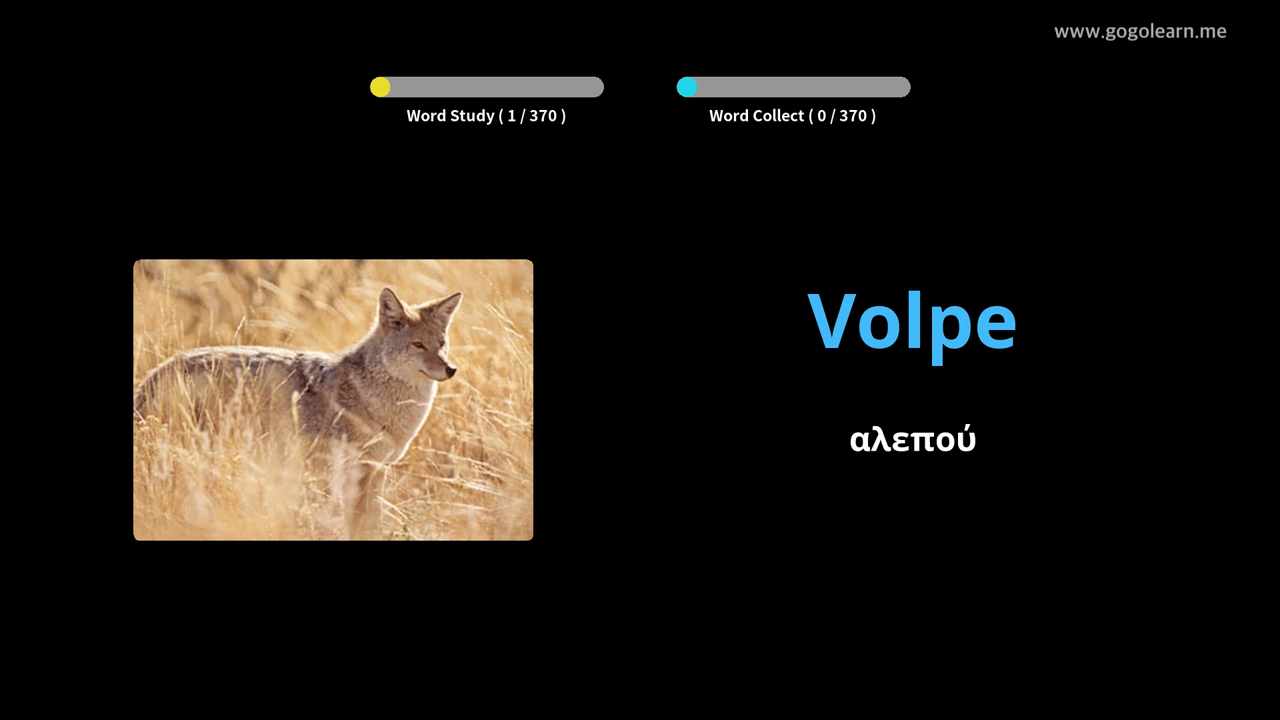 www.gogolearn.me
Word Study ( 1 / 370 )
Word Collect ( 0 / 370 )
Volpe
αλεπού